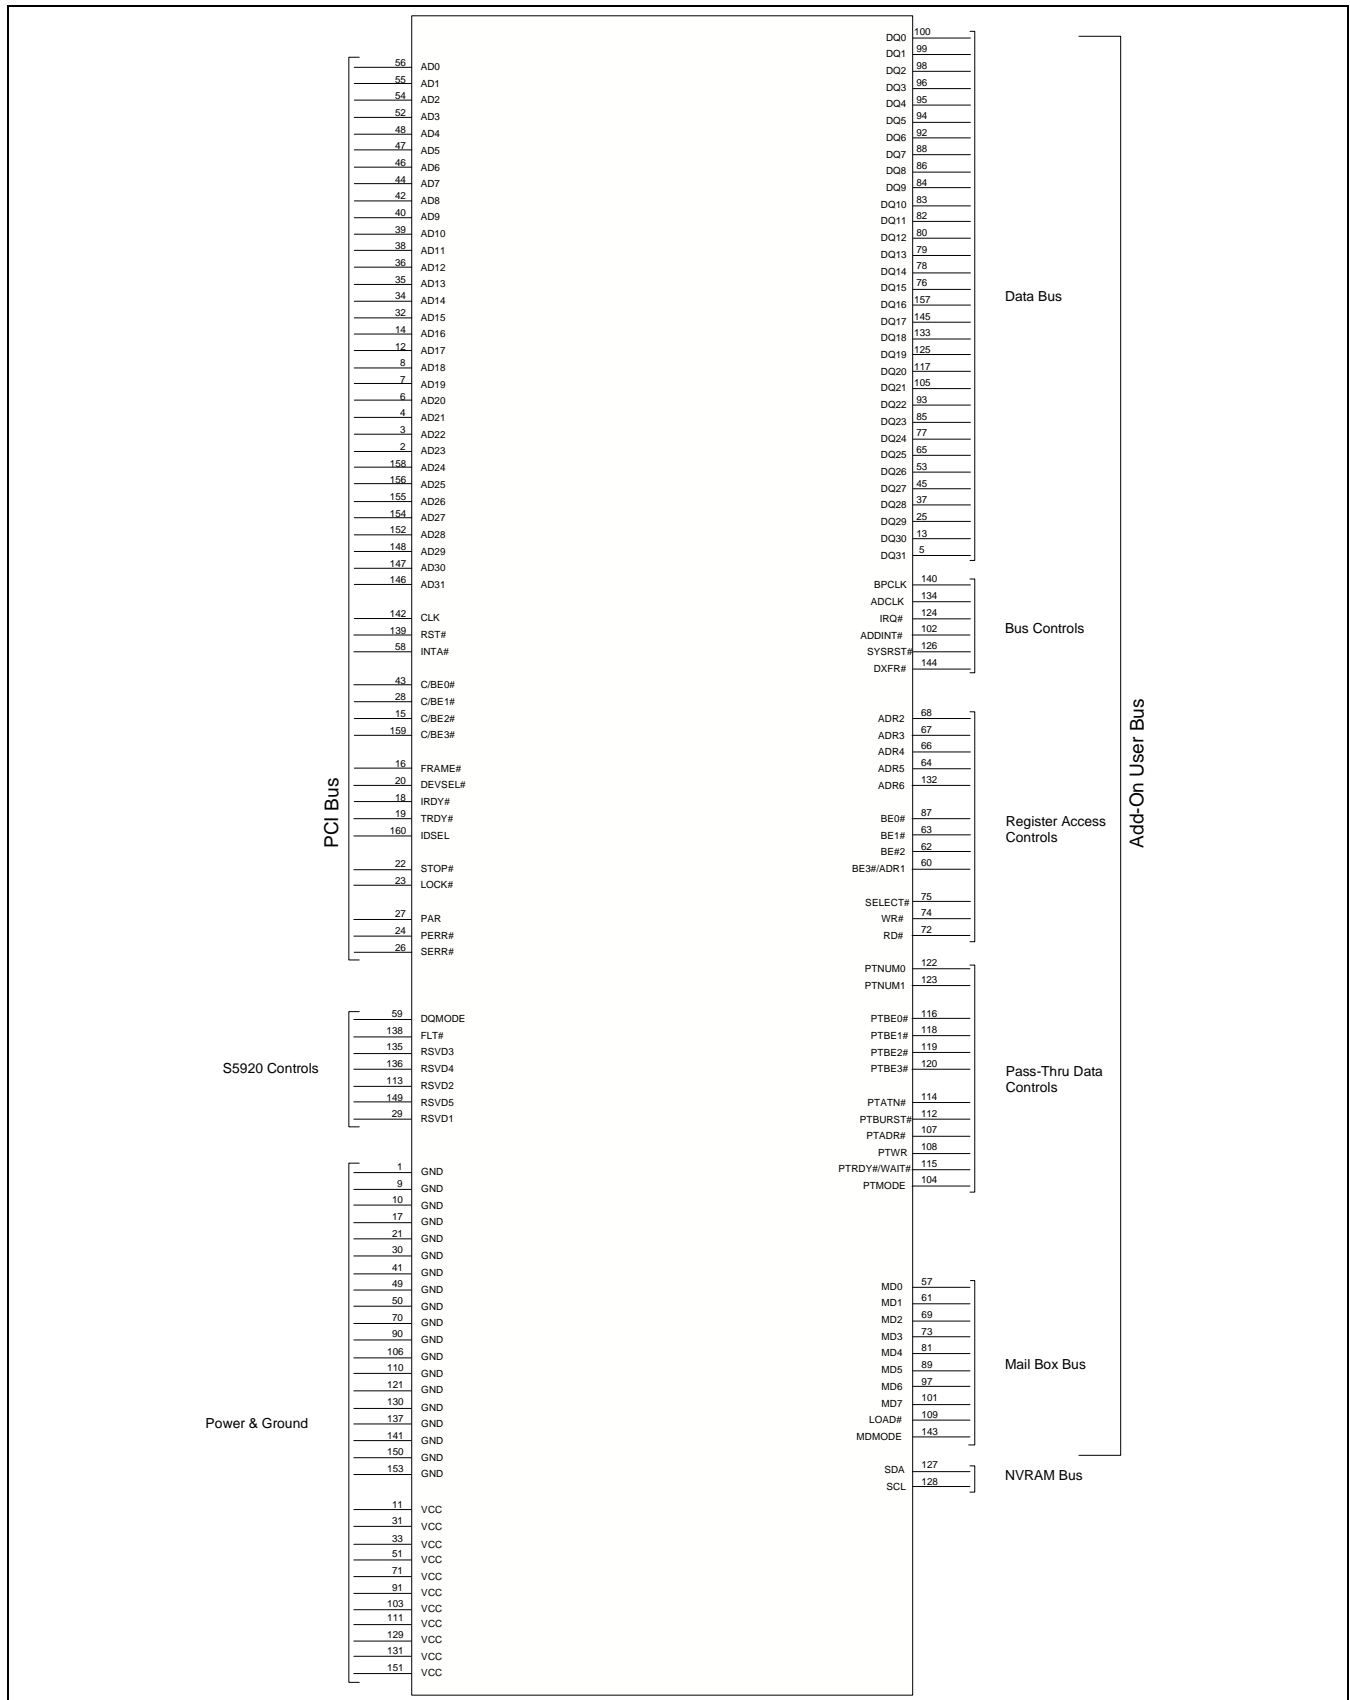 PCI Bus
56 AD0
55 AD1
54 AD2
52 AD3
48 AD4
47 AD5
46 AD6
44 AD7
42 AD8
40 AD9
39 AD10
38 AD11
36 AD12
35 AD13
34 AD14
32 AD15
14 AD16
12 AD17
8 AD18
7 AD19
6 AD20
4 AD21
3 AD22
2 AD23
158 AD24
156 AD25
155 AD26
154 AD27
152 AD28
148 AD29
147 AD30
146 AD31
142 CLK
139 RST#
58 INTA#
43 C/BE0#
28 C/BE1#
15 C/BE2#
159 C/BE3#
16 FRAME#
20 DEVSEL#
18 IRDY#
19 TRDY#
160 IDSEL
22 STOP#
23 LOCK#
27 PAR
24 PERR#
26 SERR#
S5920 Controls
59 DQMODE
138 FLT#
135 RSVD3
136 RSVD4
113 RSVD2
149 RSVD5
29 RSVD1
Power & Ground
1 GND
9 GND
10 GND
17 GND
21 GND
30 GND
41 GND
49 GND
50 GND
70 GND
90 GND
106 GND
110 GND
121 GND
130 GND
137 GND
141 GND
150 GND
153 GND
11 VCC
31 VCC
33 VCC
51 VCC
71 VCC
91 VCC
103 VCC
111 VCC
129 VCC
131 VCC
151 VCC
DQ0 100
DQ1 99
DQ2 98
DQ3 96
DQ4 95
DQ5 94
DQ6 92
DQ7 88
DQ8 86
DQ9 84
DQ10 83
DQ11 82
DQ12 80
DQ13 79
DQ14 78
DQ15 76
DQ16 157
DQ17 145
DQ18 133
DQ19 125
DQ20 117
DQ21 105
DQ22 93
DQ23 85
DQ24 77
DQ25 65
DQ26 53
DQ27 45
DQ28 37
DQ29 25
DQ30 13
DQ31 5
Data Bus
BPCLK 140
ADCLK 134
IRQ# 124
ADDINT# 102
SYSRST# 126
DXFR# 144
Bus Controls
ADR2 68
ADR3 67
ADR4 66
ADR5 64
ADR6 132
BE0# 87
BE1# 63
BE#2 62
BE3#/ADR1 60
SELECT# 75
WR# 74
RD# 72
Register Access
Controls
PTNUM0 122
PTNUM1 123
PTBE0# 116
PTBE1# 118
PTBE2# 119
PTBE3# 120
PTATN# 114
PTBURST# 112
PTADR# 107
PTWR 108
PTRDY#/WAIT# 115
PTMODE 104
Pass-Thru Data
Controls
MD0 57
MD1 61
MD2 69
MD3 73
MD4 81
MD5 89
MD6 97
MD7 101
LOAD# 109
MDMODE 143
Mail Box Bus
SDA 127
SCL 128
NVRAM Bus
Add-On User Bus